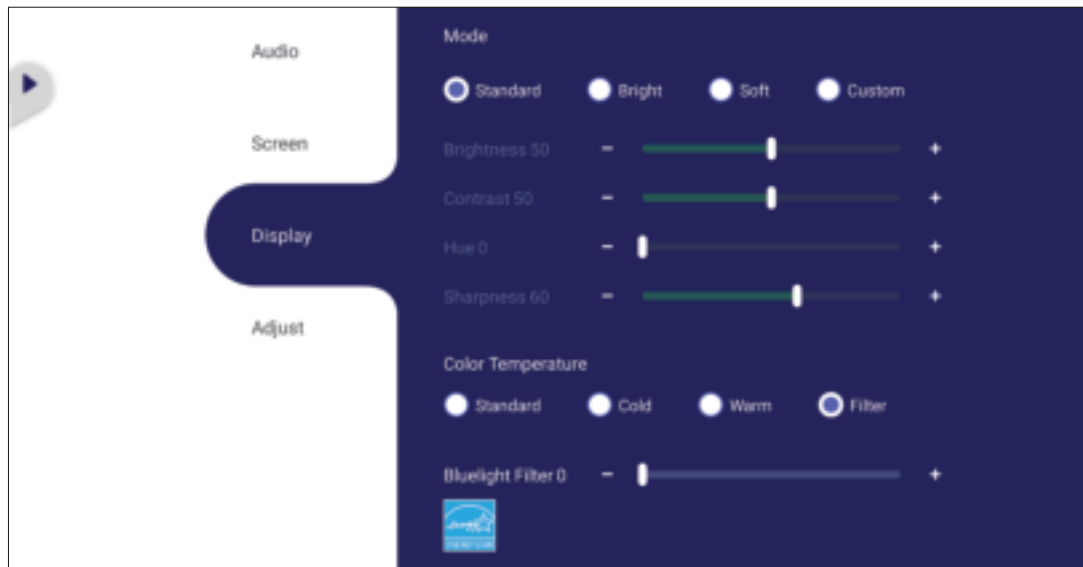 Audio
Screen
Display
Adjust
Mode
Standard Bright Soft Custom
Brightness 50 - +
Contrast 50 - +
Hue 0 - +
Sharpness 60 - +
Color Temperature
Standard Cold Warm Filter
Bluelight Filter 0 - +